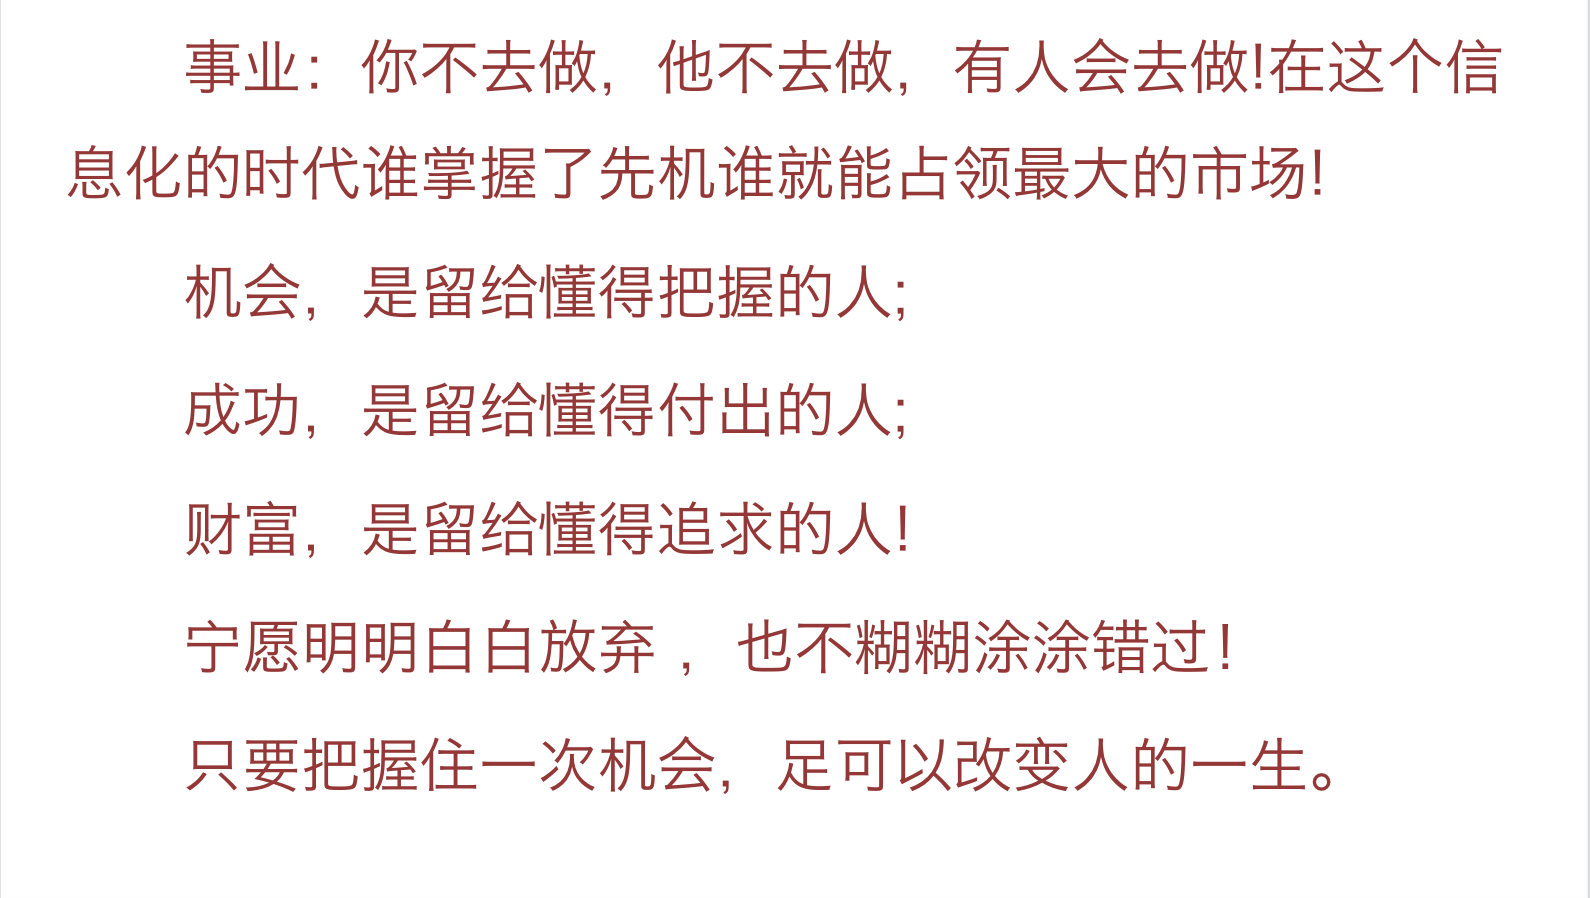 事业：你不去做，他不去做，有人会去做!在这个信
息化的时代谁掌握了先机谁就能占领最大的市场!
机会，是留给懂得把握的人;
成功，是留给懂得付出的人;
财富，是留给懂得追求的人!
宁愿明明白白放弃 ，也不糊糊涂涂错过！
只要把握住一次机会，足可以改变人的一生。